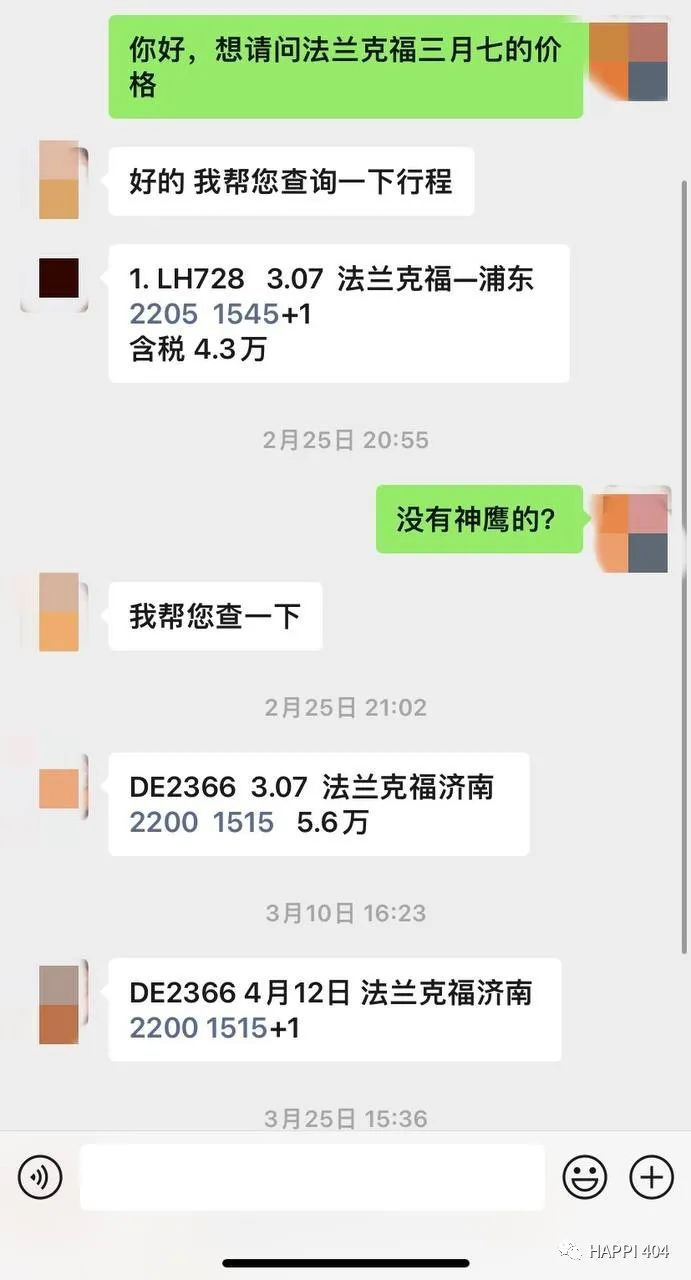 你好，想请问法兰克福三月七的价
格
好的 我帮您查询一下行程
1. LH728 3.07 法兰克福—浦东
2205 1545+1
含税 4.3万
2月25日 20:55
没有神鹰的？
我帮您查一下
2月25日 21:02
DE2366 3.07 法兰克福济南
2200 1515 5.6万
3月10日 16:23
DE2366 4月12日 法兰克福济南
2200 1515+1
3月25日 15:36
HAPPI 404